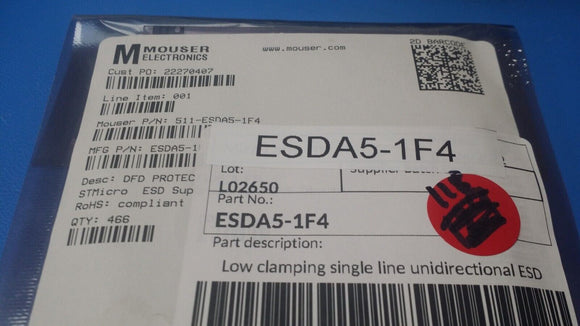 MOUSER
ELECTRONICS
www.mouser.com
2D BARCODE
Cust PO: 22270407
Line Item: 001
Mouser P/N: 511-ESDA5-1F4
MFG P/N: ESDA5-1
Desc: DFD PROTEC
STMicro ESD Sup
RoHS: compliant
QTY: 466
ESDA5-1F4
Lot:
L02650
Part No.:
ESDA5-1F4
Part description:
Low clamping single line unidirectional ESD